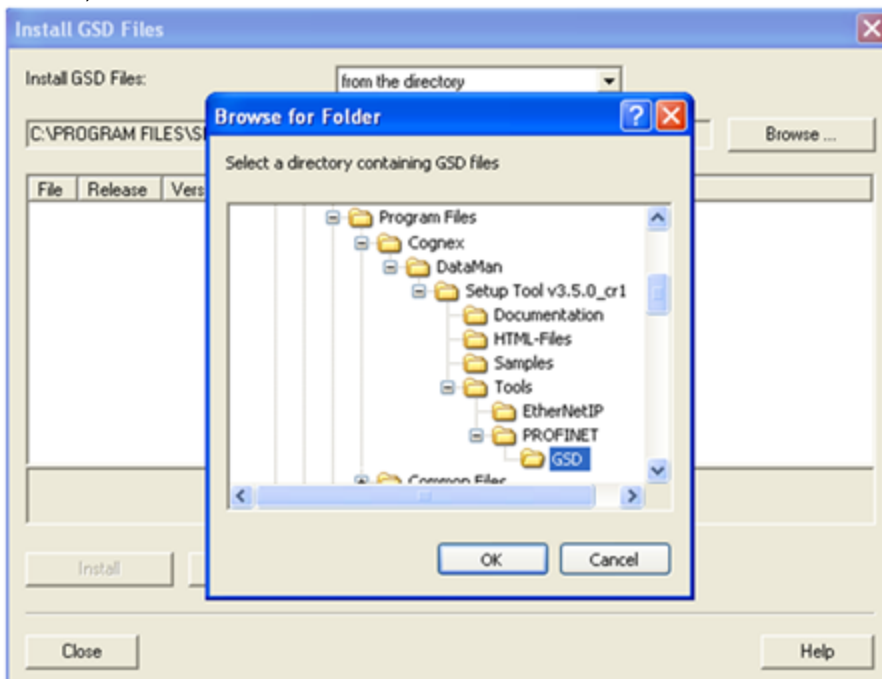 Install GSD Files
Install GSD Files:
from the directory
C:\PROGRAM FILES\SI
Browse ...
File Release Vers
Browse for Folder
Select a directory containing GSD files
Program Files
Cognex
DataMan
Setup Tool v3.5.0_cr1
Documentation
HTML-Files
Samples
Tools
EtherNetIP
PROFINET
GSD
Common Files
OK Cancel
Install
Close Help